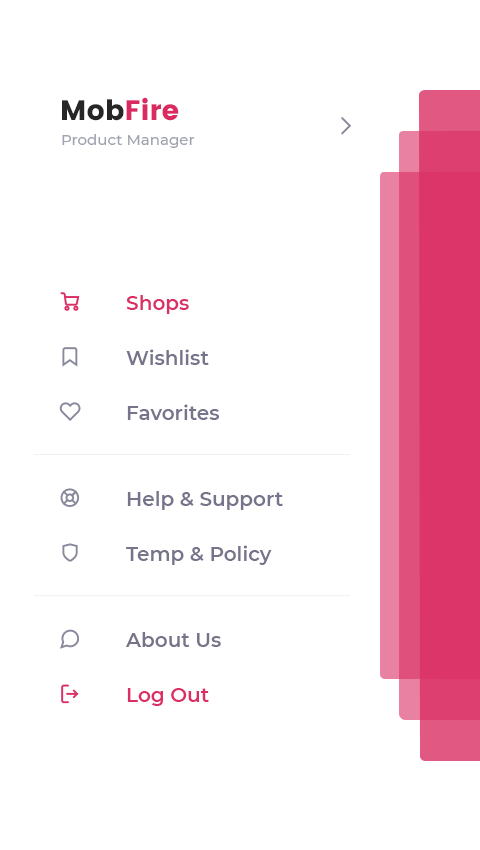 MobFire
Product Manager
Shops
Wishlist
Favorites
Help & Support
Temp & Policy
About Us
Log Out